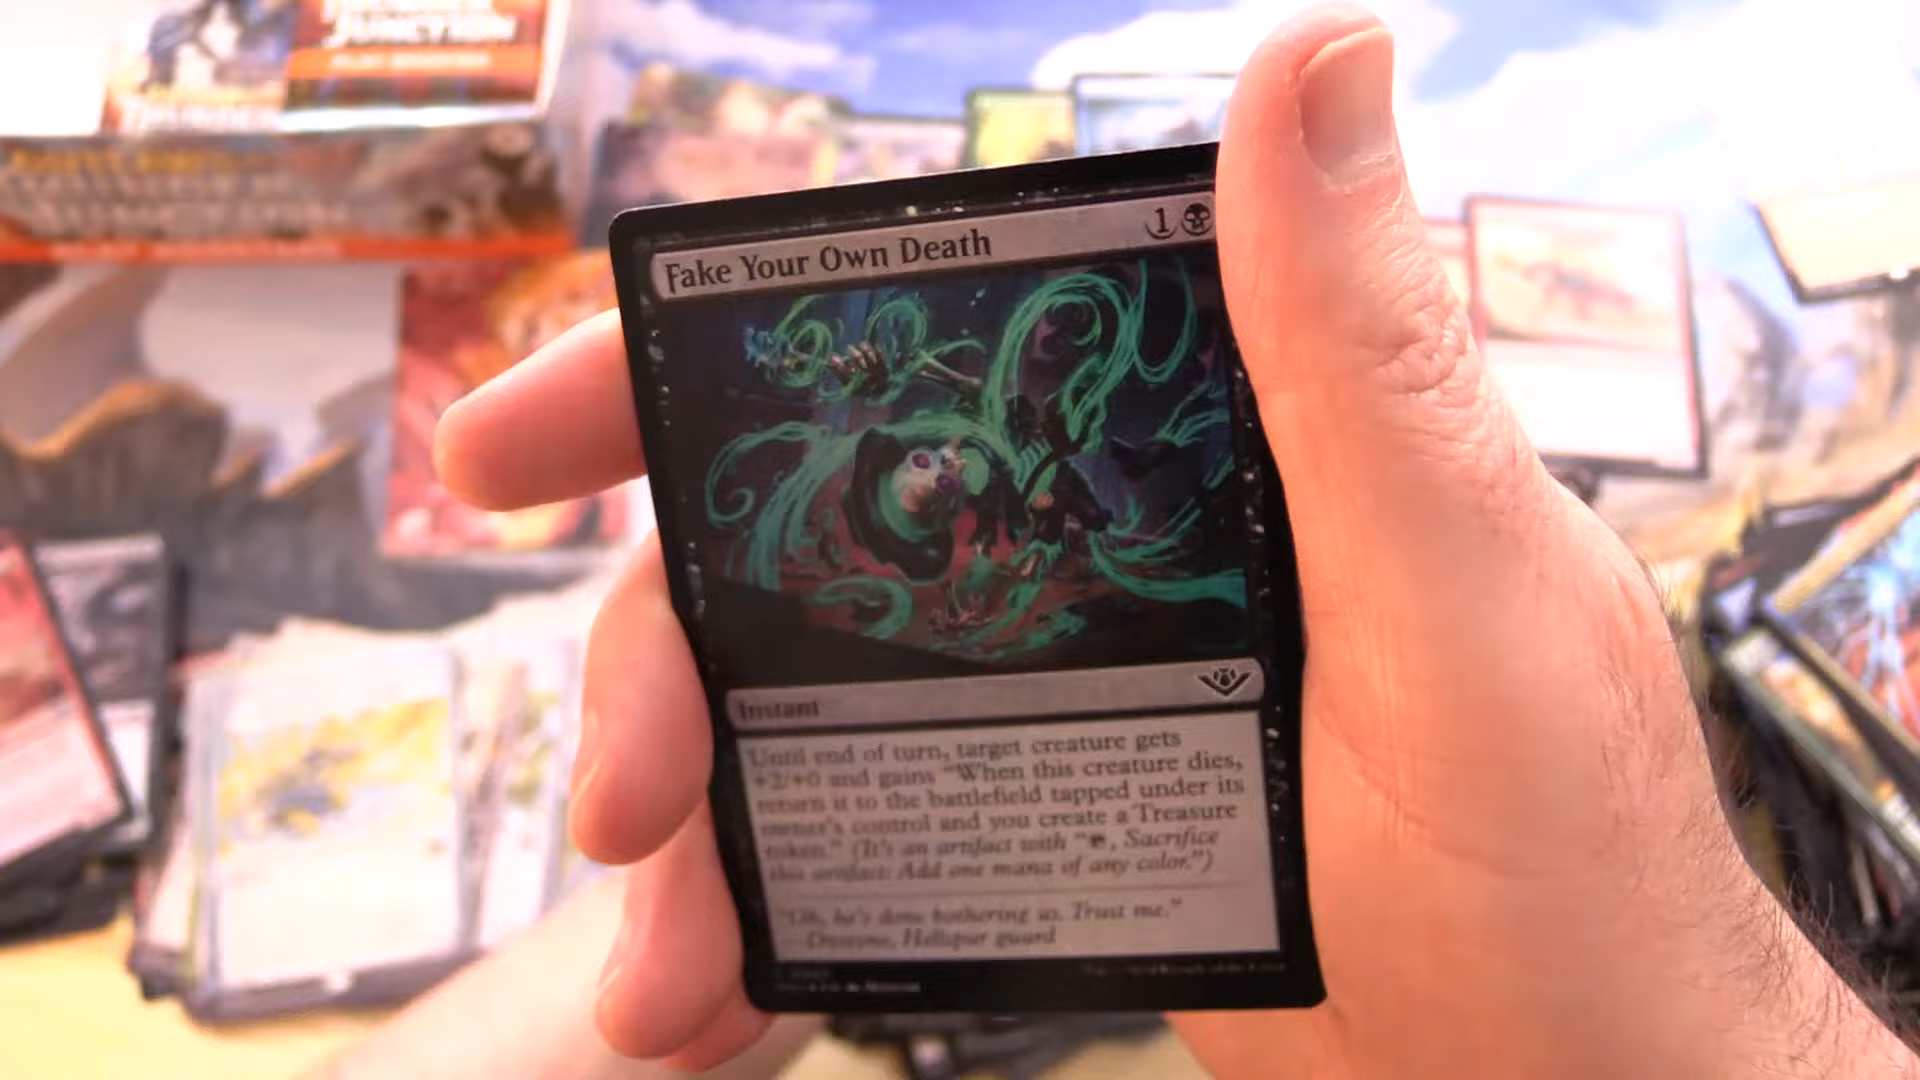 JUNCTION
Fake Your Own Death
1
Instant
Until end of turn, target creature gets
+2/+0 and gains "When this creature dies,
return it to the battlefield tapped under its
owner's control and you create a Treasure
token." (It's an artifact with "T, Sacrifice
this artifact: Add one mana of any color.")
"Oh, he's done bothering us. Trust me."
Hellspur guard